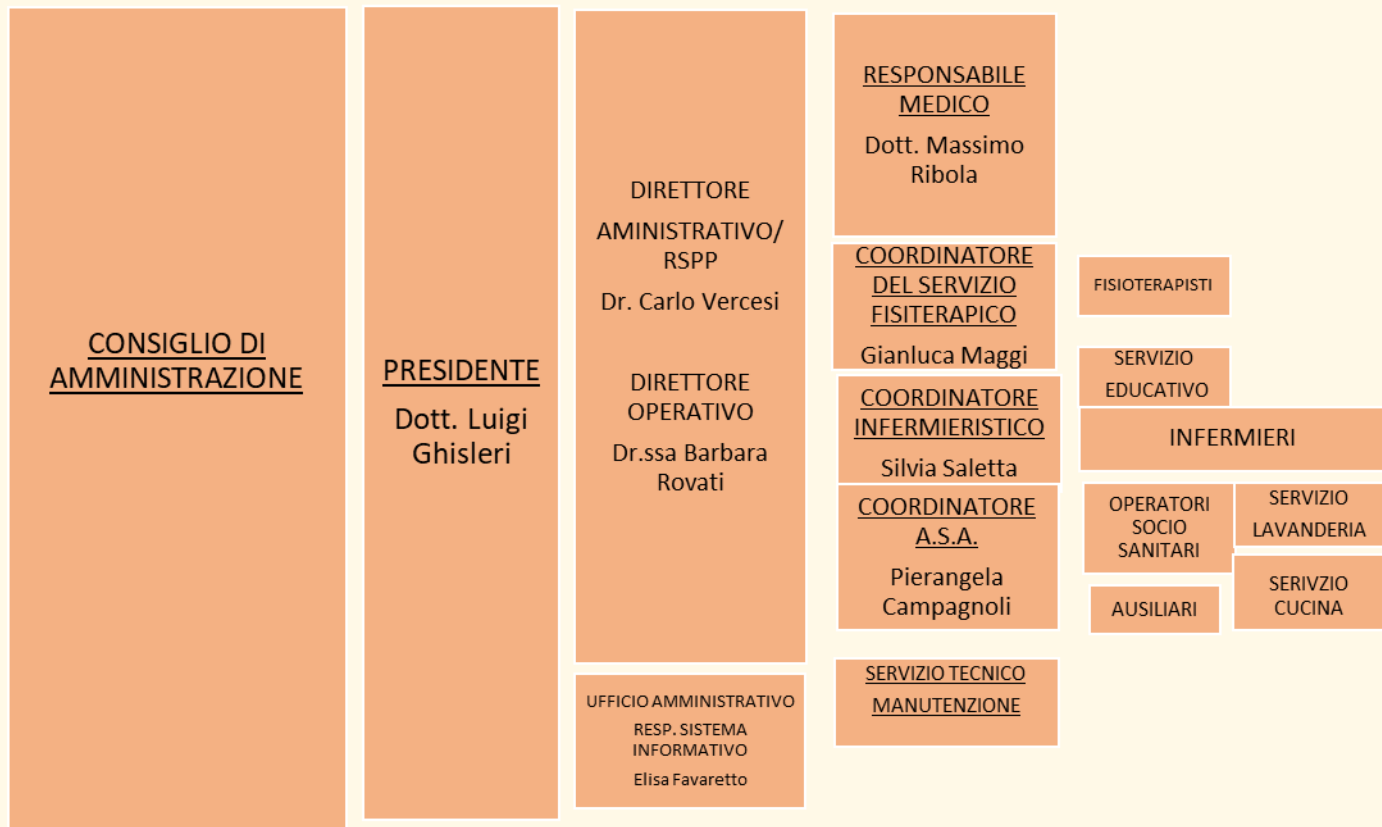 CONSIGLIO DI
AMMINISTRAZIONE
PRESIDENTE
Dott. Luigi
Ghisleri
DIRETTORE
AMINISTRATIVO/
RSPP
Dr. Carlo Vercesi
DIRETTORE
OPERATIVO
Dr.ssa Barbara
Rovati
UFFICIO AMMINISTRATIVO
RESP. SISTEMA
INFORMATIVO
Elisa Favaretto
RESPONSABILE
MEDICO
Dott. Massimo
Ribola
COORDINATORE
DEL SERVIZIO
FISITERAPICO
Gianluca Maggi
COORDINATORE
INFERMIERISTICO
Silvia Saletta
COORDINATORE
A.S.A.
Pierangela
Campagnoli
SERVIZIO TECNICO
MANUTENZIONE
FISIOTERAPISTI
SERVIZIO
EDUCATIVO
INFERMIERI
OPERATORI
SOCIO
SANITARI
SERVIZIO
LAVANDERIA
AUSILIARI
SERIVZIO
CUCINA